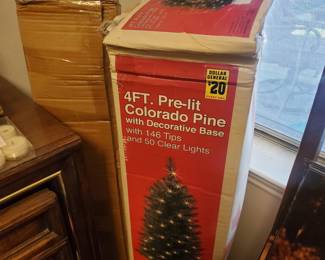 DOLLAR
GENERAL
$20
4FT. Pre-lit
Colorado Pine
with Decorative Base
with 146 Tips
and 50 Clear Lights